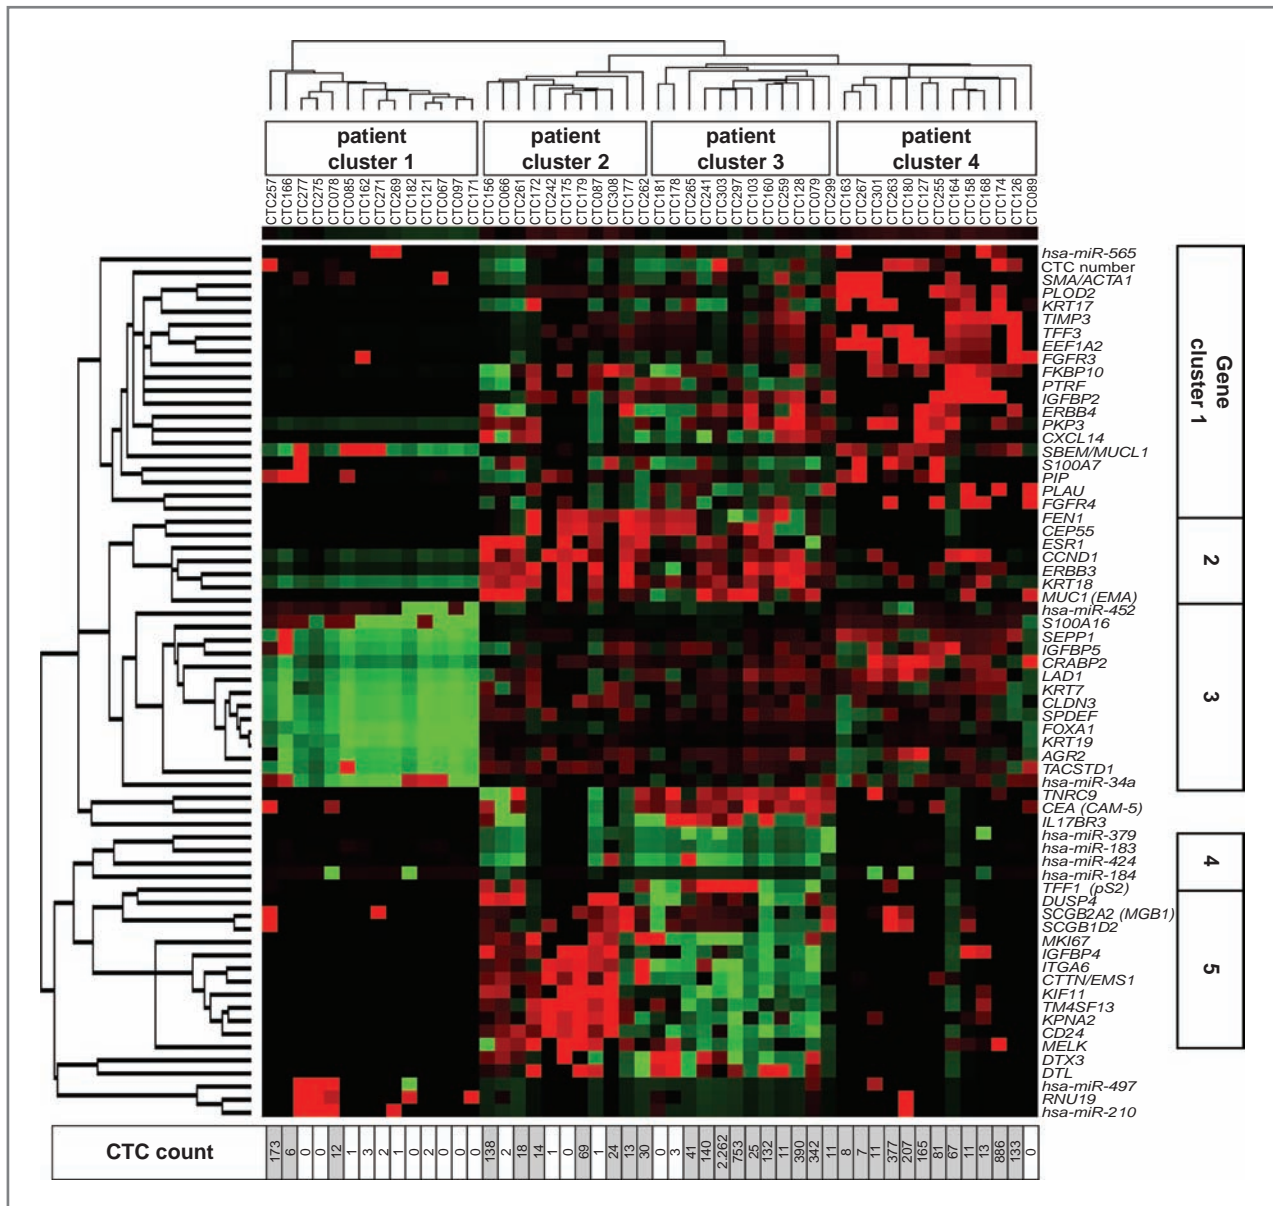 patient
cluster 1
patient
cluster 2
patient
cluster 3
patient
cluster 4
CTC257
CTC166
CTC277
CTC275
CTC078
CTC085
CTC162
CTC271
CTC269
CTC182
CTC121
CTC067
CTC097
CTC171
CTC156
CTC066
CTC261
CTC172
CTC242
CTC175
CTC179
CTC087
CTC308
CTC177
CTC262
CTC181
CTC178
CTC265
CTC241
CTC303
CTC297
CTC103
CTC160
CTC259
CTC128
CTC079
CTC299
CTC163
CTC267
CTC301
CTC263
CTC180
CTC127
CTC255
CTC164
CTC158
CTC168
CTC174
CTC126
CTC089
hsa-miR-565
CTC number
SMA/ACTA1
PLOD2
KRT17
TIMP3
TFF3
EEF1A2
FGFR3
FKBP10
PTRF
IGFBP2
ERBB4
PKP3
CXCL14
SBEM/MUCL1
S100A7
PIP
PLAU
FGFR4
FEN1
CEP55
ESR1
CCND1
ERBB3
KRT18
MUC1 (EMA)
hsa-miR-452
S100A16
SEPP1
IGFBP5
CRABP2
LAD1
KRT7
CLDN3
SPDEF
FOXA1
KRT19
AGR2
TACSTD1
hsa-miR-34a
TNRC9
CEA (CAM-5)
IL17BR3
hsa-miR-379
hsa-miR-183
hsa-miR-424
hsa-miR-184
TFF1 (pS2)
DUSP4
SCGB2A2 (MGB1)
SCGB1D2
MKI67
IGFBP4
ITGA6
CTTN/EMS1
KIF11
TM4SF13
KPNA2
CD24
MELK
DTX3
DTL
hsa-miR-497
RNU19
hsa-miR-210
Gene
cluster 1
2
3
4
5
CTC count
173
6
0
0
12
1
3
2
1
0
2
0
0
0
138
2
18
14
1
0
69
1
24
13
30
0
3
41
140
2.262
753
25
132
11
390
342
11
8
7
11
377
207
165
81
67
11
13
886
133
0